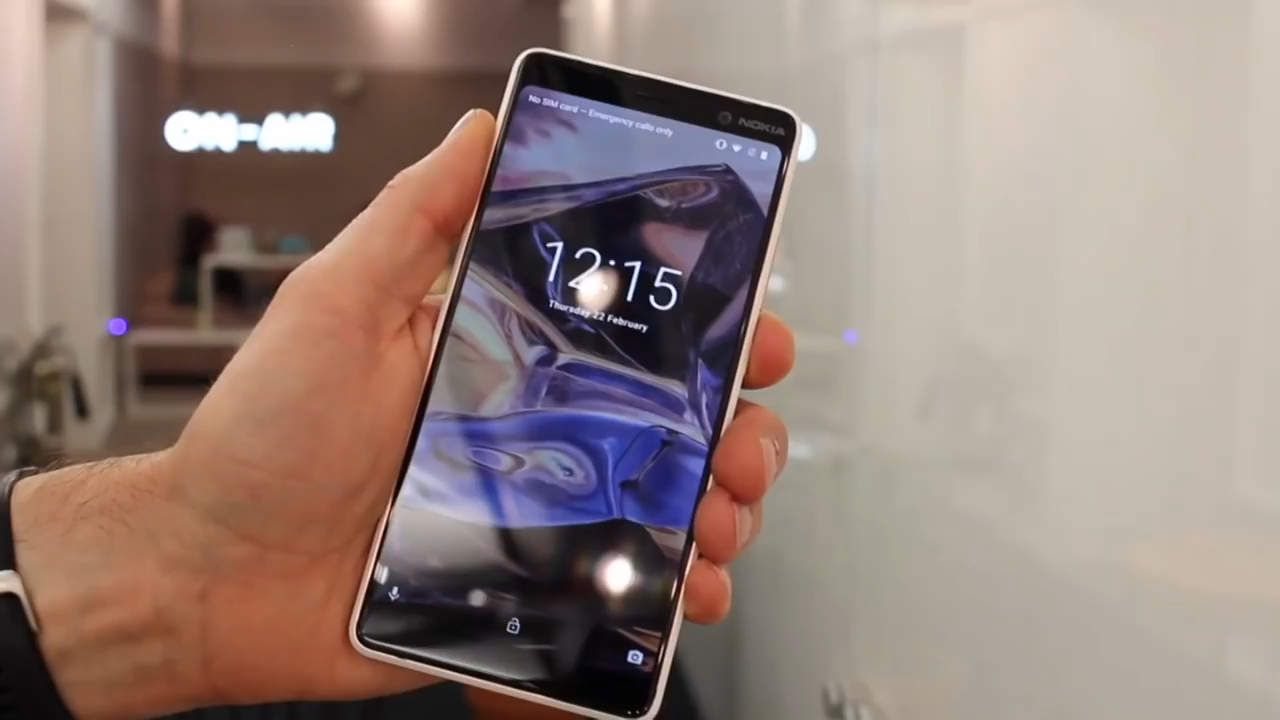 ON-AIR
NOKIA
No SIM card — Emergency calls only
12:15
Thursday 22 February